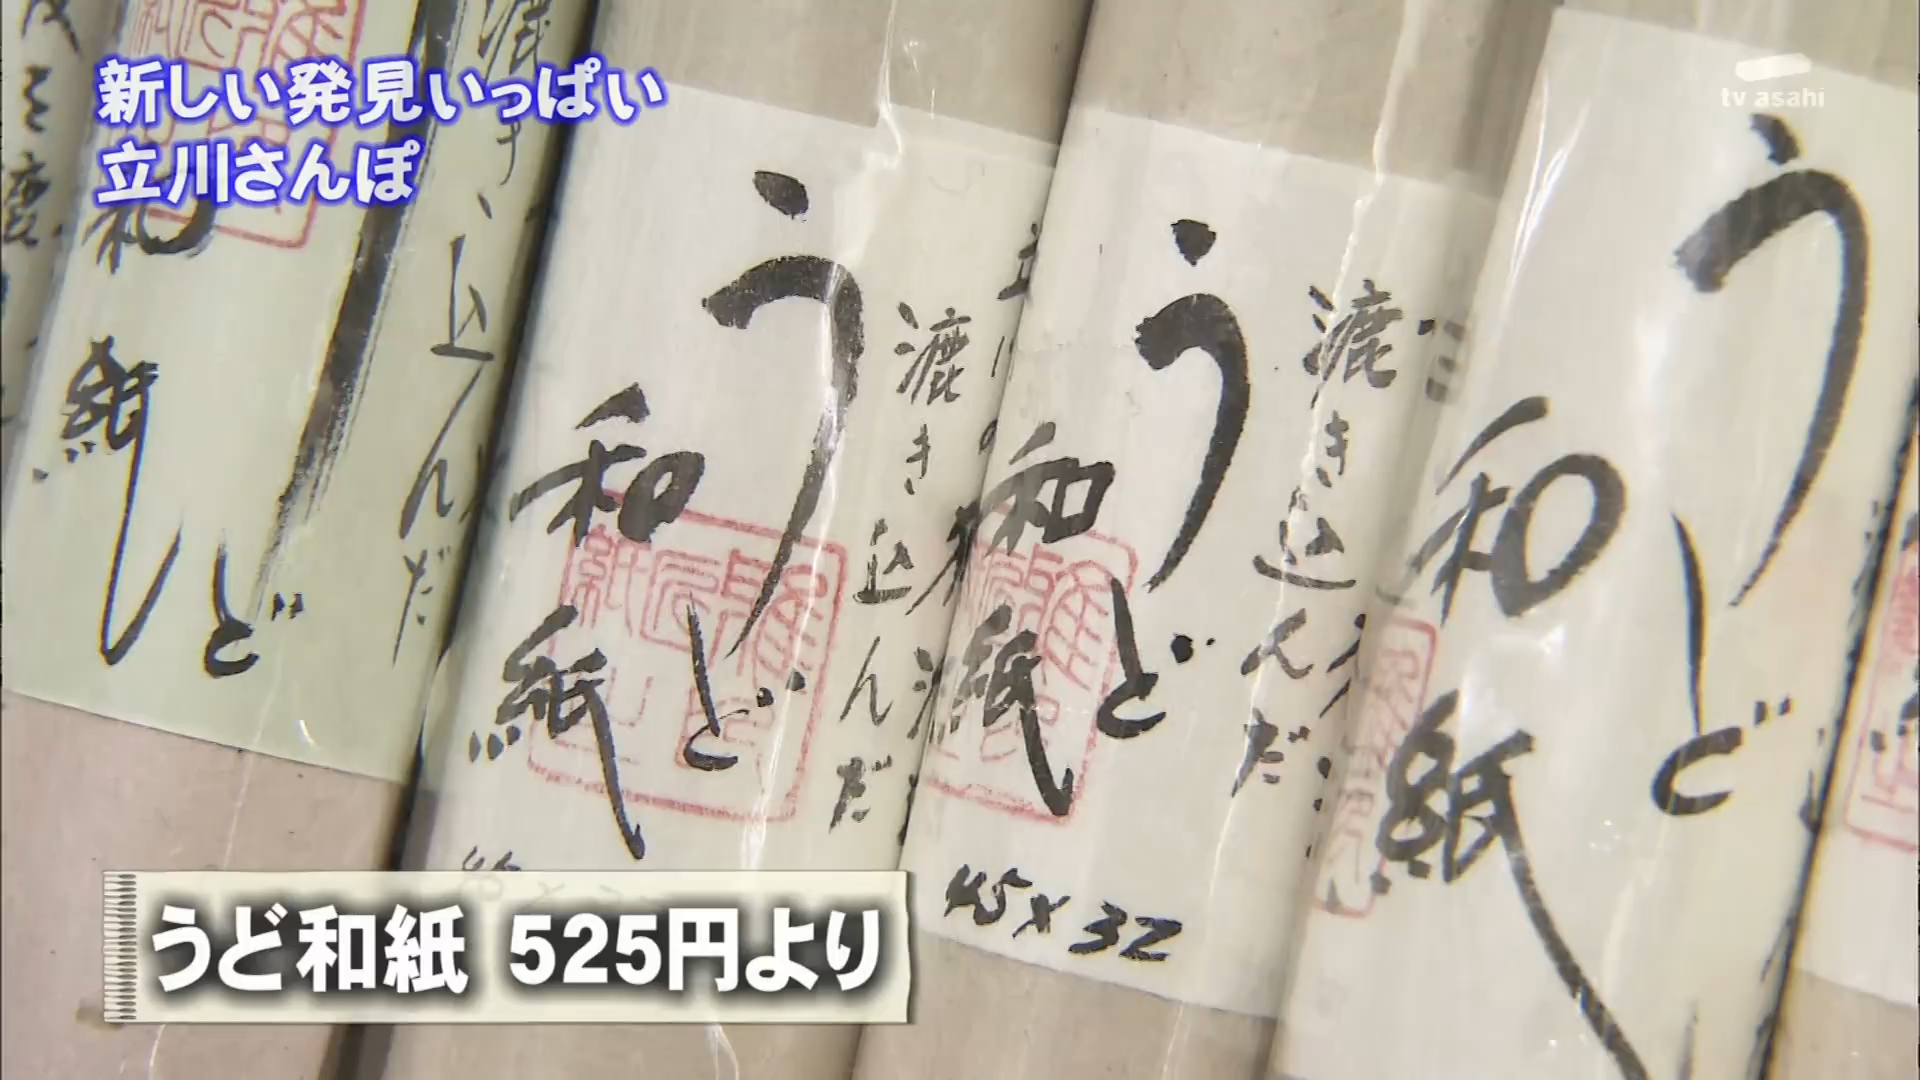 新しい発見いっぱい
立川さんぽ
tv asahi
うど
和紙
漉き込んだ
うど
和紙
漉き込んだ
45×32
うど
和紙
漉き込んだ
うど
和紙
うど和紙 525円より